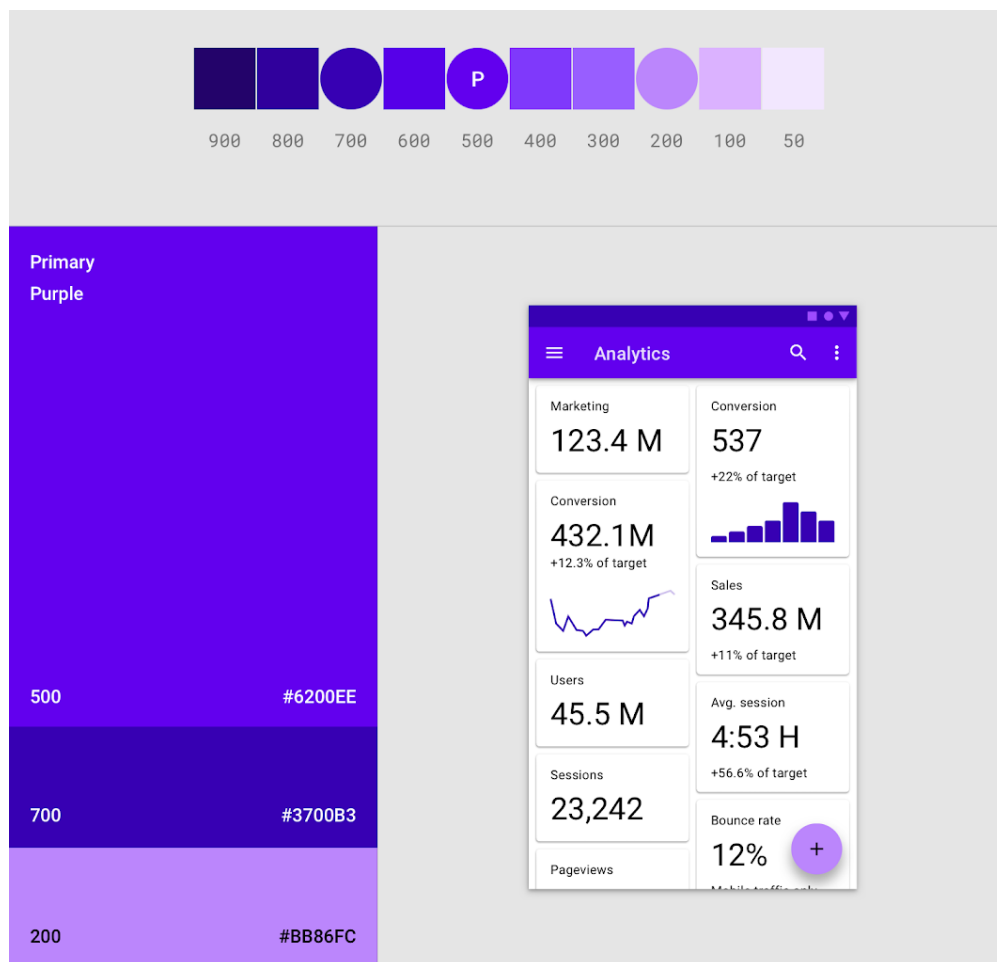 P
900 800 700 600 500 400 300 200 100 50
Primary
Purple
500 #6200EE
700 #3700B3
200 #BB86FC
Analytics
Marketing
123.4 M
Conversion
432.1M
+12.3% of target
Users
45.5 M
Sessions
23,242
Pageviews
Conversion
537
+22% of target
Sales
345.8 M
+11% of target
Avg. session
4:53 H
+56.6% of target
Bounce rate
12%
+
Mobile traffic only